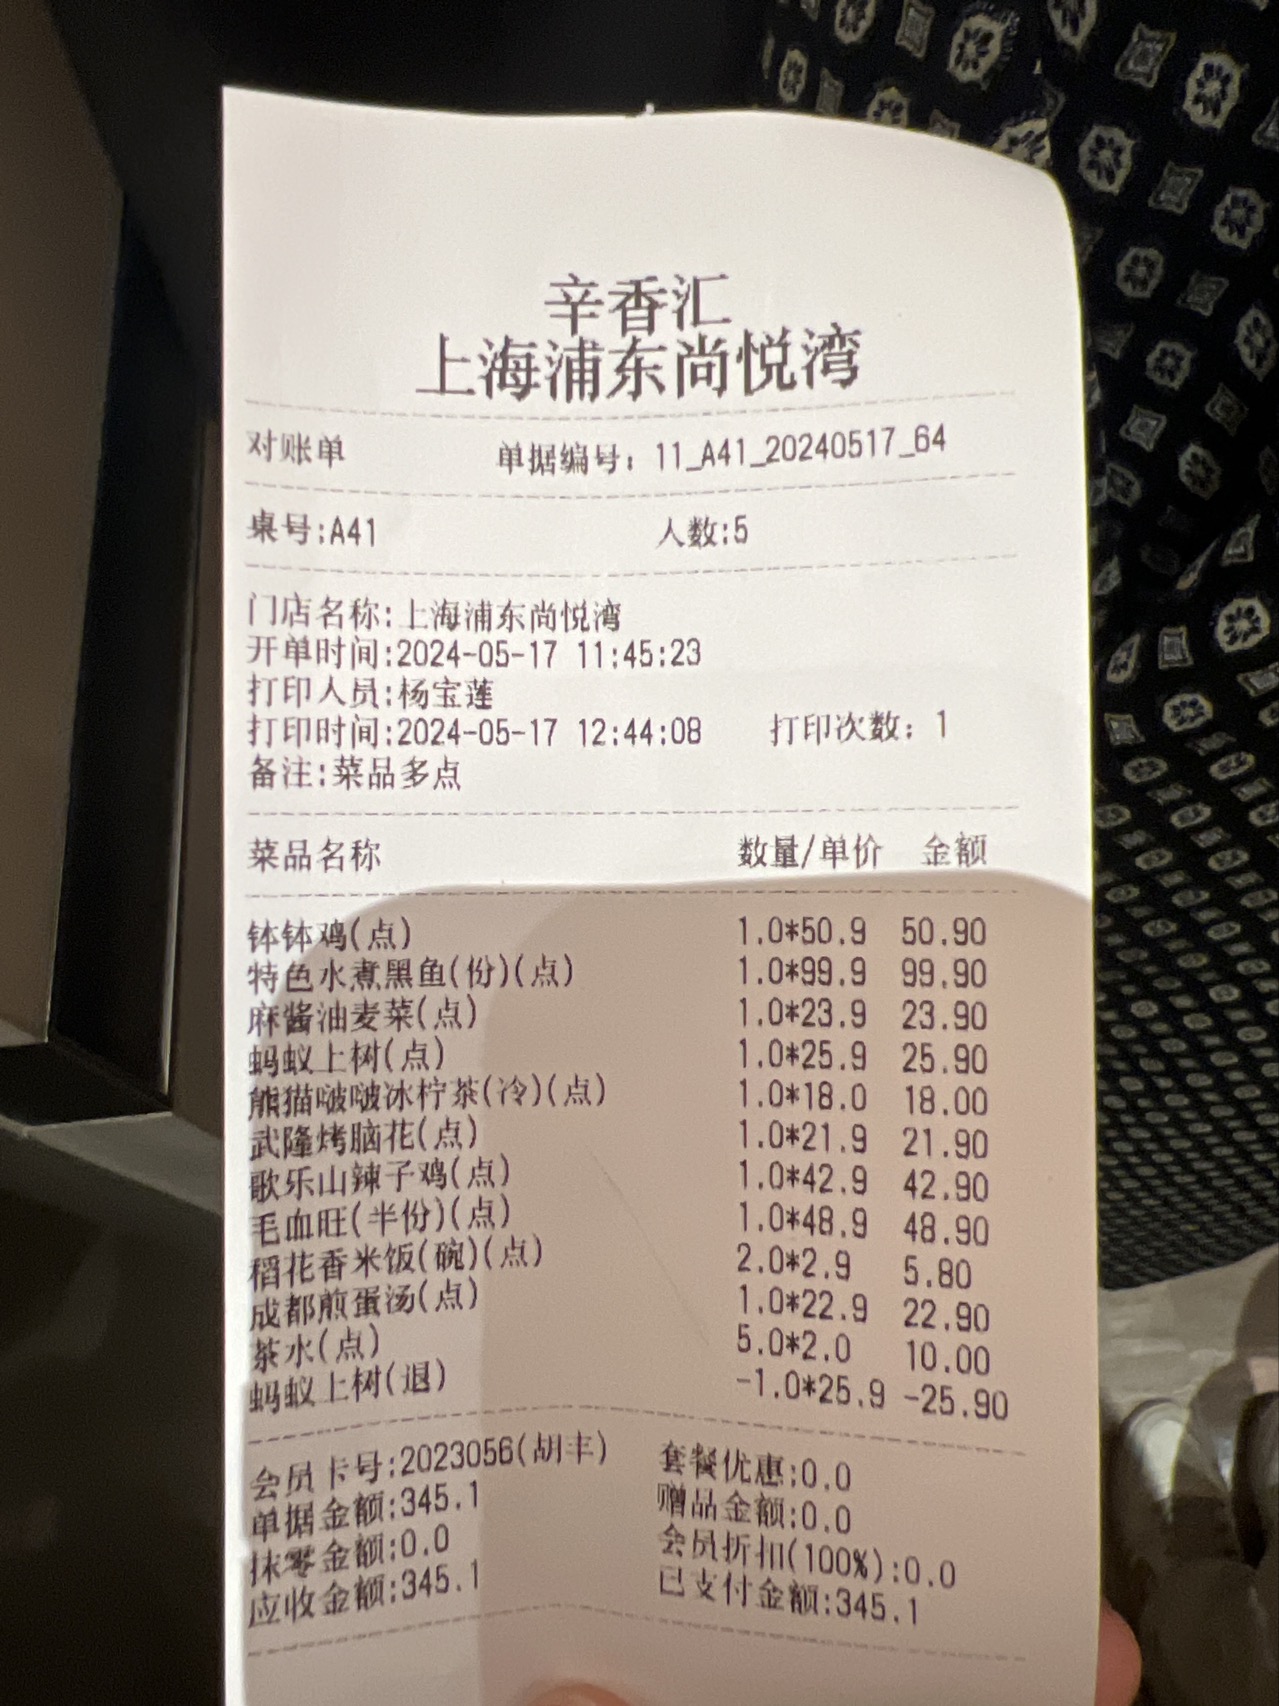 辛香汇
上海浦东尚悦湾
对账单 单据编号：11_A41_20240517_64
桌号:A41 人数:5
门店名称:上海浦东尚悦湾
开单时间:2024-05-17 11:45:23
打印人员:杨宝莲
打印时间:2024-05-17 12:44:08 打印次数：1
备注:菜品多点
菜品名称 数量/单价 金额
钵钵鸡(点) 1.0*50.9 50.90
特色水煮黑鱼(份)(点) 1.0*99.9 99.90
麻酱油麦菜(点) 1.0*23.9 23.90
蚂蚁上树(点) 1.0*25.9 25.90
熊猫啵啵冰柠茶(冷)(点) 1.0*18.0 18.00
武隆烤脑花(点) 1.0*21.9 21.90
歌乐山辣子鸡(点) 1.0*42.9 42.90
毛血旺(半份)(点) 1.0*48.9 48.90
稻花香米饭(碗)(点) 2.0*2.9 5.80
成都煎蛋汤(点) 1.0*22.9 22.90
茶水(点) 5.0*2.0 10.00
蚂蚁上树(退) -1.0*25.9 -25.90
会员卡号:2023056(胡丰) 套餐优惠:0.0
单据金额:345.1 赠品金额:0.0
抹零金额:0.0 会员折扣(100%):0.0
应收金额:345.1 已支付金额:345.1